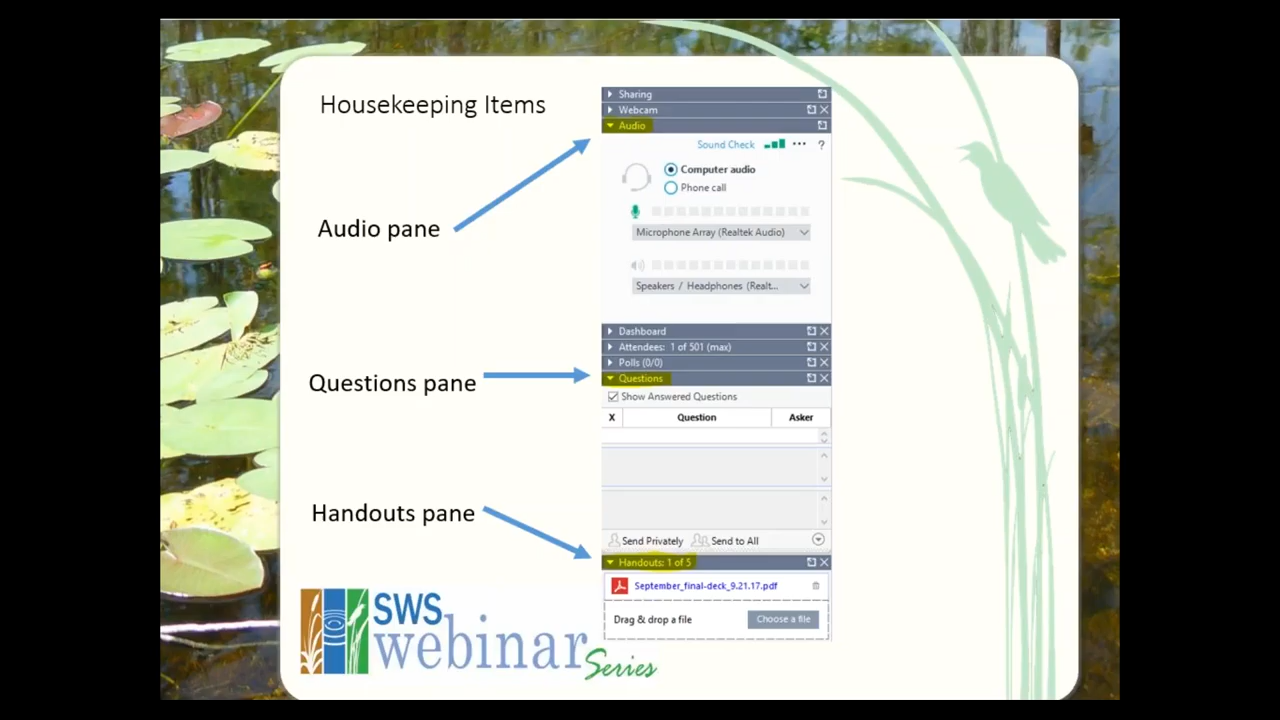 Housekeeping Items
Audio pane
Questions pane
Handouts pane
Sharing
Webcam
Audio
Sound Check ?
Computer audio
Phone call
Microphone Array (Realtek Audio)
Speakers / Headphones (Realt...
Dashboard
Attendees: 1 of 501 (max)
Polls (0/0)
Questions
Show Answered Questions
X Question Asker
Send Privately Send to All
Handouts: 1 of 5
September_final-deck_9.21.17.pdf
Drag & drop a file Choose a file
SWS
webinar
Series